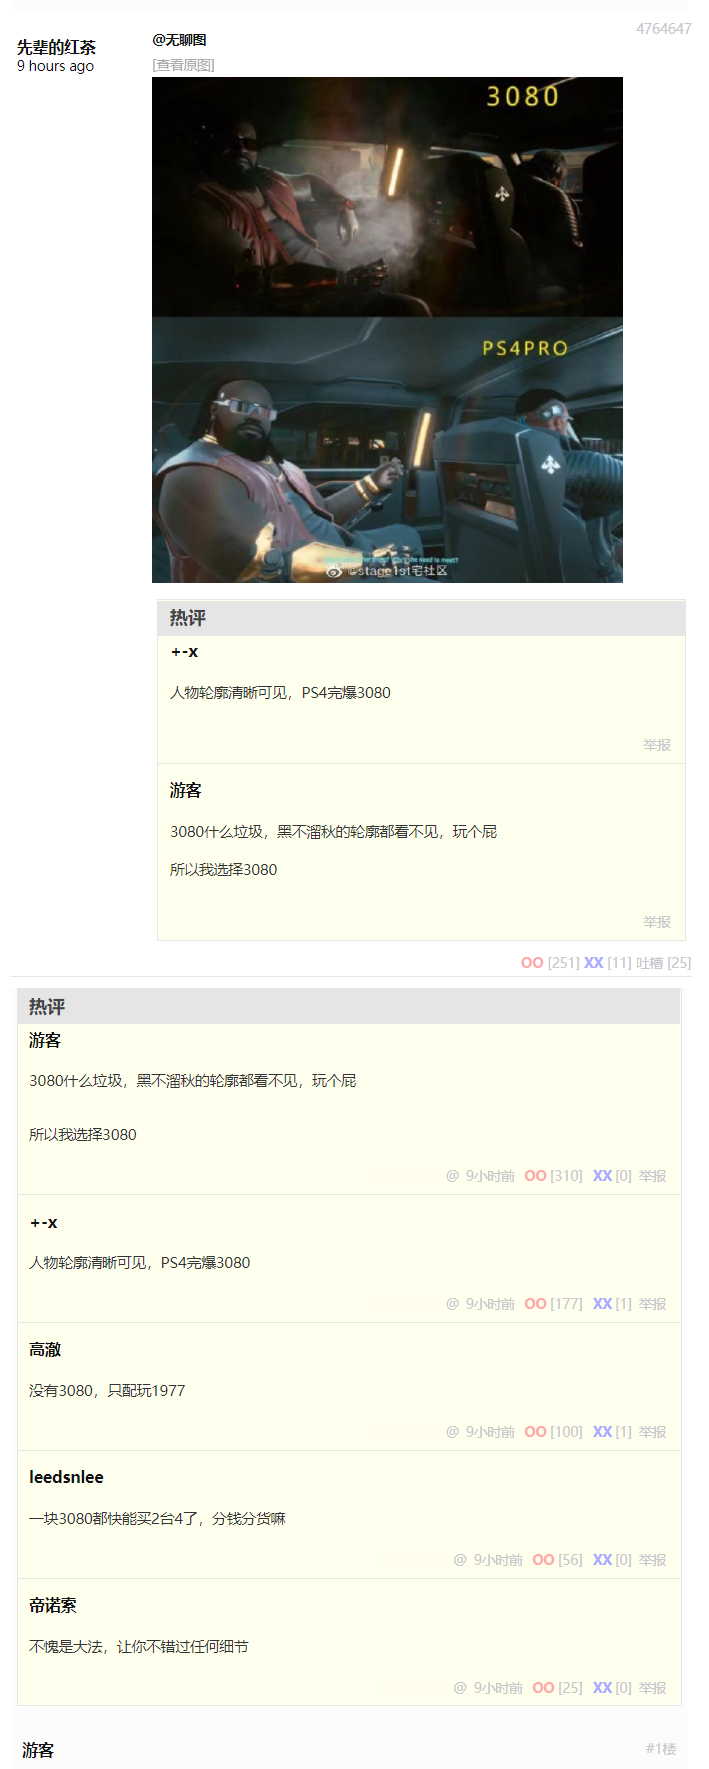 4764647
先辈的红茶
9 hours ago
@无聊图
[查看原图]
3080
PS4PRO
@stage1st宅社区
热评
+-x
人物轮廓清晰可见，PS4完爆3080
举报
游客
3080什么垃圾，黑不溜秋的轮廓都看不见，玩个屁
所以我选择3080
举报
OO [251] XX [11] 吐槽 [25]
热评
游客
3080什么垃圾，黑不溜秋的轮廓都看不见，玩个屁
所以我选择3080
@ 9小时前 OO [310] XX [0] 举报
+-x
人物轮廓清晰可见，PS4完爆3080
@ 9小时前 OO [177] XX [1] 举报
高澈
没有3080，只配玩1977
@ 9小时前 OO [100] XX [1] 举报
leedsnlee
一块3080都快能买2台4了，分钱分货嘛
@ 9小时前 OO [56] XX [0] 举报
帝诺索
不愧是大法，让你不错过任何细节
@ 9小时前 OO [25] XX [0] 举报
游客
#1楼